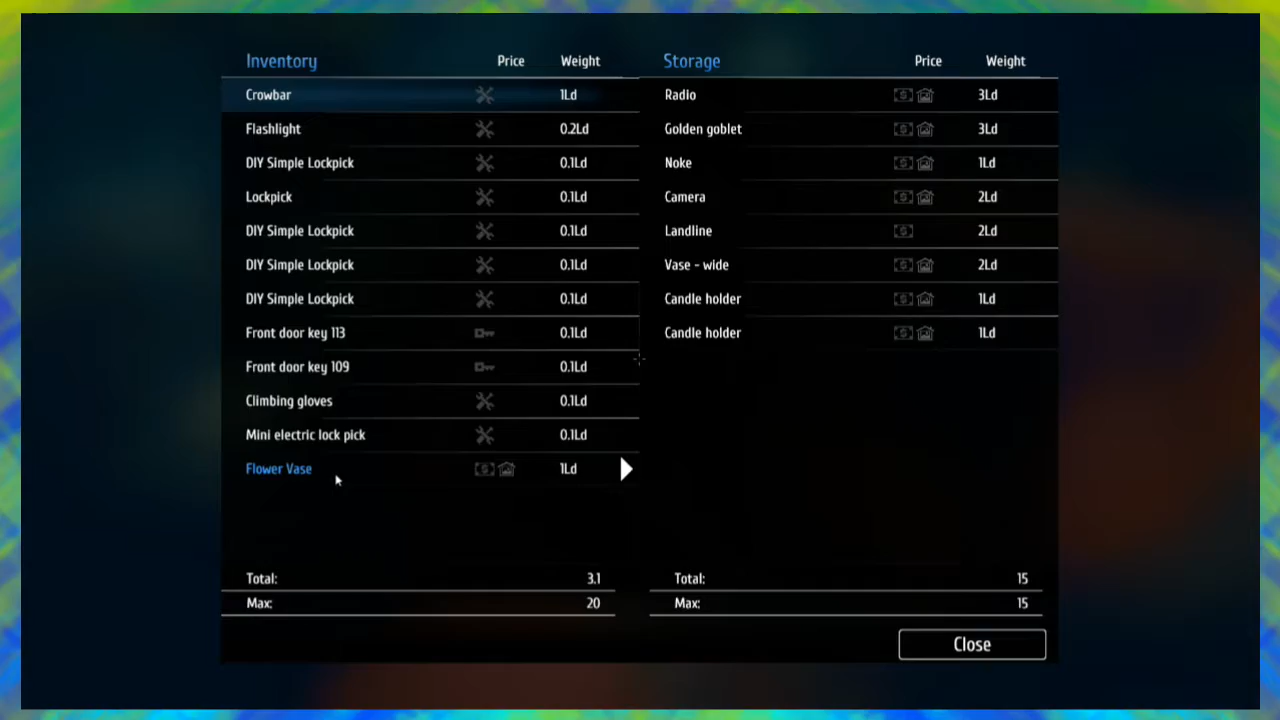 Inventory Price Weight Storage Price Weight
Crowbar 1Ld Radio 3Ld
Flashlight 0.2Ld Golden goblet 3Ld
DIY Simple Lockpick 0.1Ld Noke 1Ld
Lockpick 0.1Ld Camera 2Ld
DIY Simple Lockpick 0.1Ld Landline 2Ld
DIY Simple Lockpick 0.1Ld Vase - wide 2Ld
DIY Simple Lockpick 0.1Ld Candle holder 1Ld
Front door key 113 0.1Ld Candle holder 1Ld
Front door key 109 0.1Ld
Climbing gloves 0.1Ld
Mini electric lock pick 0.1Ld
Flower Vase 1Ld
Total: 3.1 Total: 15
Max: 20 Max: 15
Close